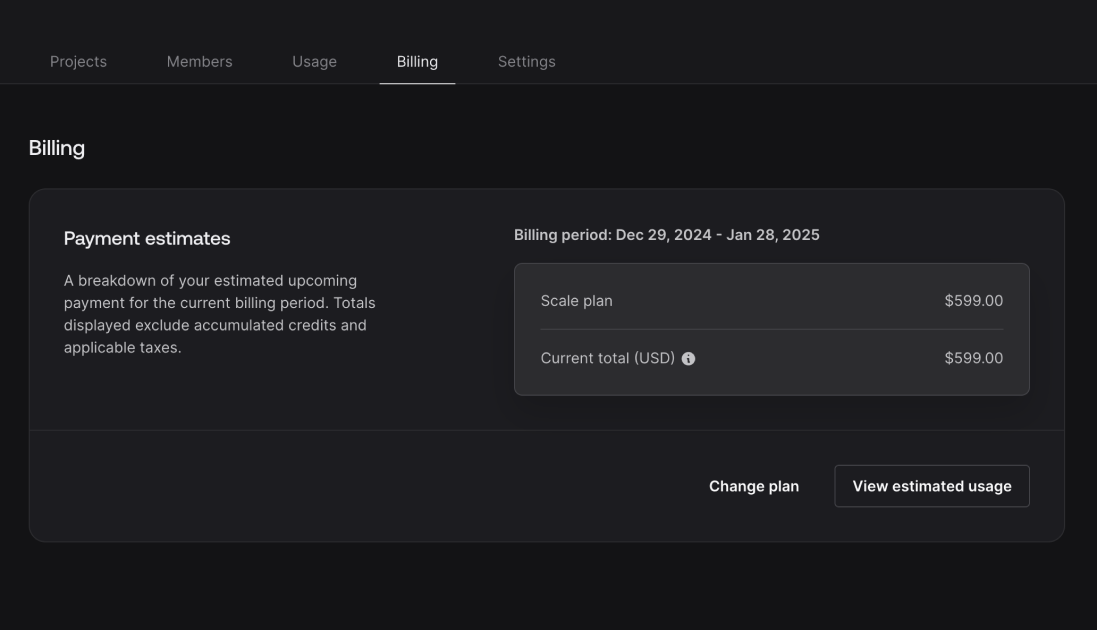 Projects Members Usage Billing Settings
Billing
Payment estimates
A breakdown of your estimated upcoming
payment for the current billing period. Totals
displayed exclude accumulated credits and
applicable taxes.
Billing period: Dec 29, 2024 - Jan 28, 2025
Scale plan $599.00
Current total (USD) $599.00
Change plan View estimated usage